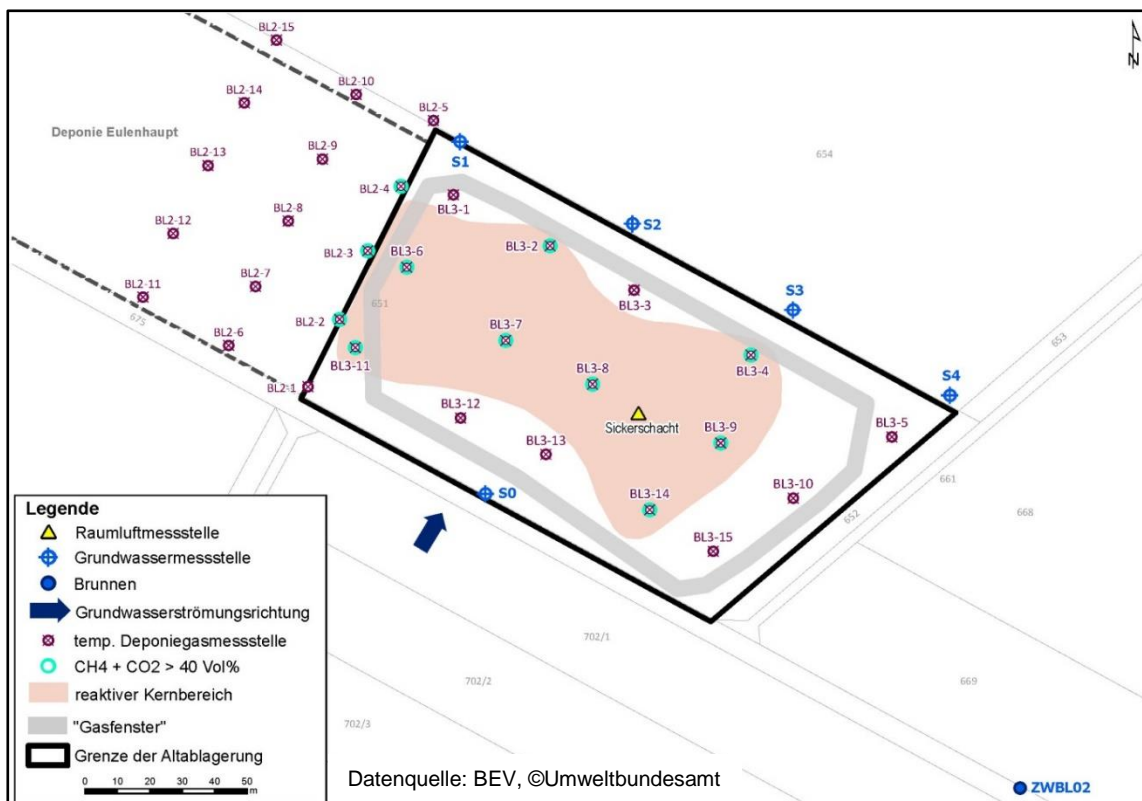 BL2-15
N
BL2-10
BL2-14
BL2-5
Deponie Eulenhaupt
S1
654
BL2-9
BL2-13
BL2-4
BL3-1
BL2-8
S2
BL2-12
BL3-2
BL2-3
BL3-6
BL2-7
BL3-3
BL2-11
651
S3
675
BL2-2
BL2-6
BL3-7
653
BL3-11
BL3-4
BL3-8
S4
BL2-1
BL3-12
Sickerschacht
BL3-5
BL3-9
BL3-13
661
S0
BL3-14
BL3-10
668
652
BL3-15
Legende
Raumluftmessstelle
Grundwassermessstelle
Brunnen
Grundwasserströmungsrichtung
temp. Deponiegasmessstelle
CH4 + CO2 > 40 Vol%
reaktiver Kernbereich
"Gasfenster"
Grenze der Altablagerung
0 10 20 30 40 50
m
702/1
702/2
669
702/3
Datenquelle: BEV, ©Umweltbundesamt
ZWBL02